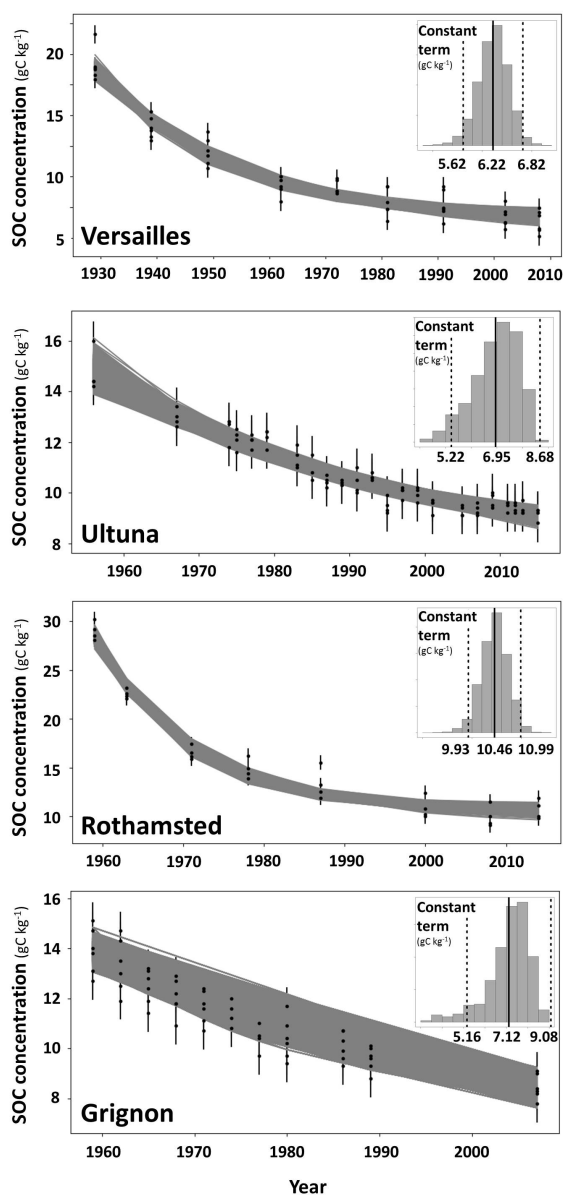 SOC concentration (gC kg-1)
20
15
10
5
Constant
term
(gC kg-1)
5.62 6.22 6.82
Versailles
1930 1940 1950 1960 1970 1980 1990 2000 2010
SOC concentration (gC kg-1)
16
14
12
10
8
Constant
term
(gC kg-1)
5.22 6.95 8.68
Ultuna
1960 1970 1980 1990 2000 2010
SOC concentration (gC kg-1)
30
25
20
15
10
Constant
term
(gC kg-1)
9.93 10.46 10.99
Rothamsted
1960 1970 1980 1990 2000 2010
SOC concentration (gC kg-1)
16
14
12
10
8
Constant
term
(gC kg-1)
5.16 7.12 9.08
Grignon
1960 1970 1980 1990 2000
Year